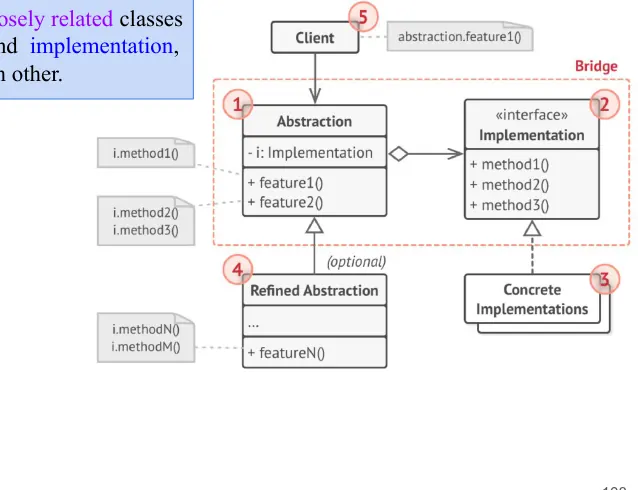 osely related classes
nd implementation,
h other.
5
Client
abstraction.feature1()
Bridge
1
Abstraction
- i: Implementation
+ feature1()
+ feature2()
2
«interface»
Implementation
+ method1()
+ method2()
+ method3()
i.method1()
i.method2()
i.method3()
(optional)
4
Refined Abstraction
...
+ featureN()
3
Concrete
Implementations
i.methodN()
i.methodM()